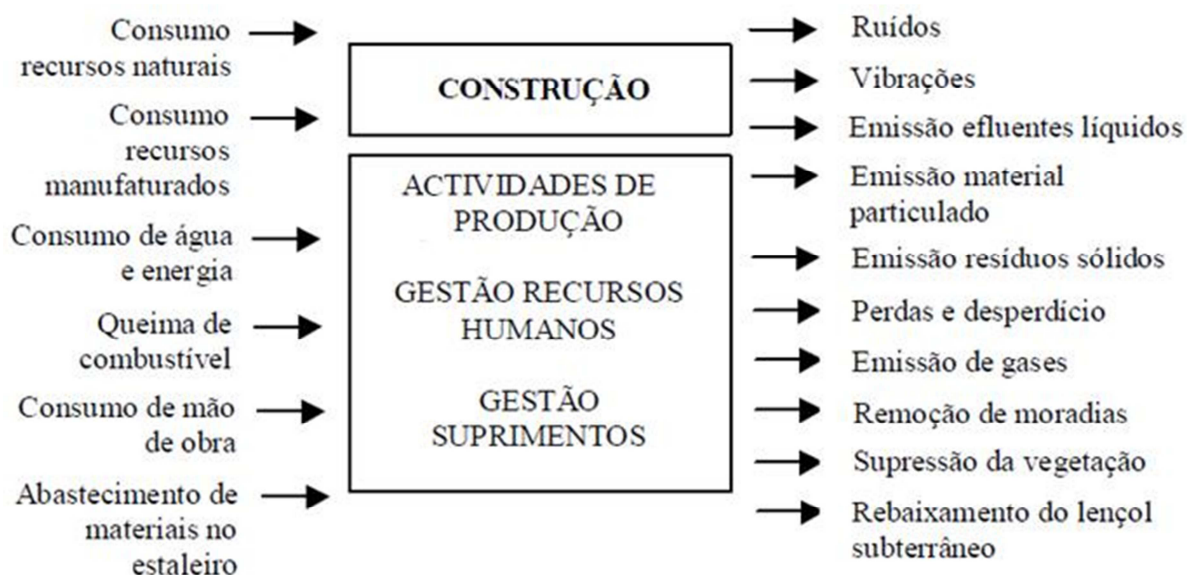 Consumo
recursos naturais
Consumo
recursos
manufaturados
Consumo de água
e energia
Queima de
combustível
Consumo de mão
de obra
Abastecimento de
materiais no
estaleiro
CONSTRUÇÃO
ACTIVIDADES DE
PRODUÇÃO
GESTÃO RECURSOS
HUMANOS
GESTÃO
SUPRIMENTOS
Ruídos
Vibrações
Emissão efluentes líquidos
Emissão material
particulado
Emissão resíduos sólidos
Perdas e desperdício
Emissão de gases
Remoção de moradias
Supressão da vegetação
Rebaixamento do lençol
subterrâneo